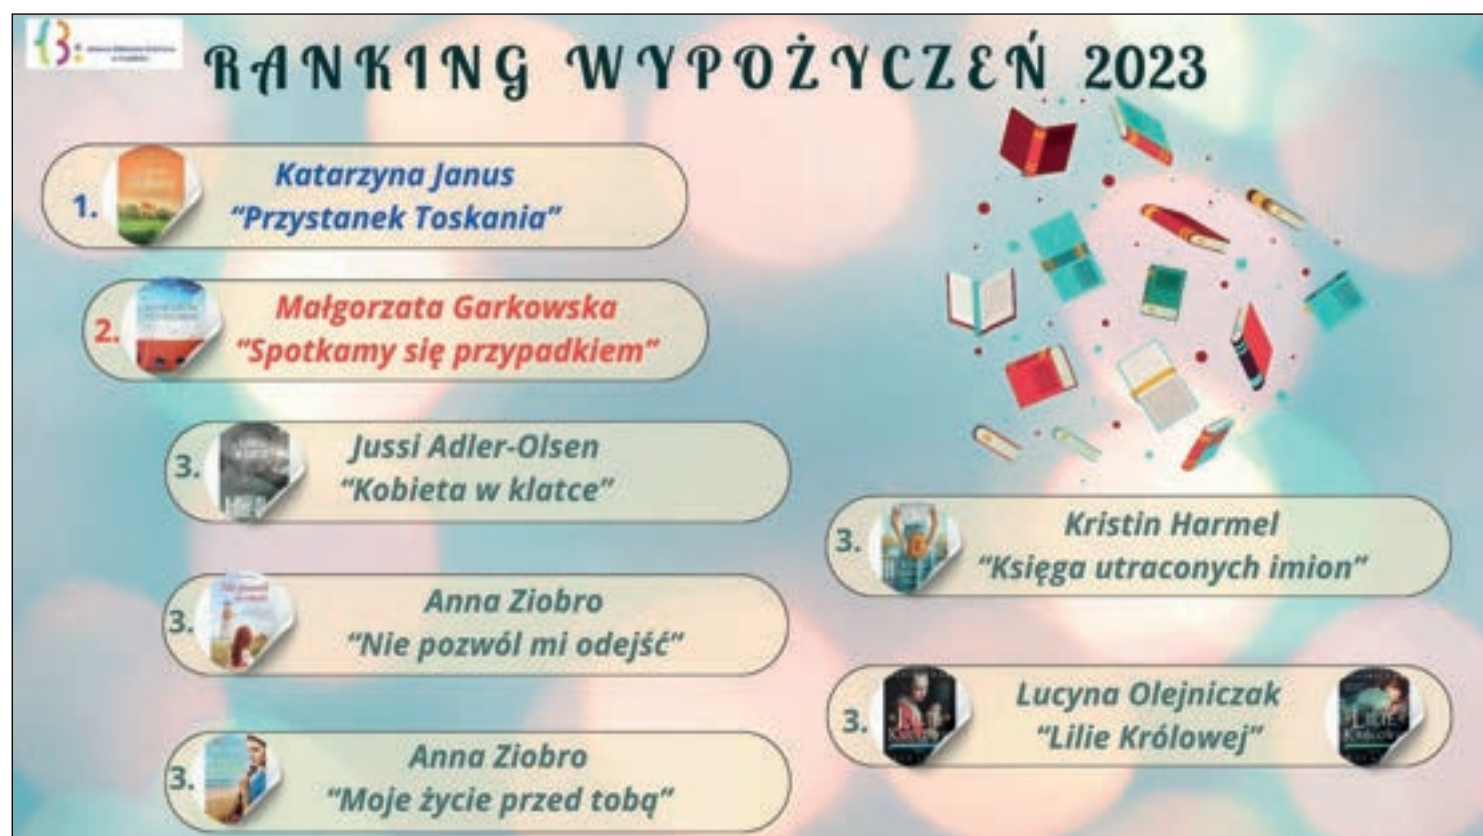 RANKING WYPOŻYCZEŃ 2023
1.
Katarzyna Janus
“Przystanek Toskania”
2.
Małgorzata Garkowska
“Spotkamy się przypadkiem”
3.
Jussi Adler-Olsen
“Kobieta w klatce”
3.
Anna Ziobro
“Nie pozwól mi odejść”
3.
Anna Ziobro
“Moje życie przed tobą”
3.
Kristin Harmel
“Księga utraconych imion”
3.
Lucyna Olejniczak
“Lilie Królowej”
LILIE